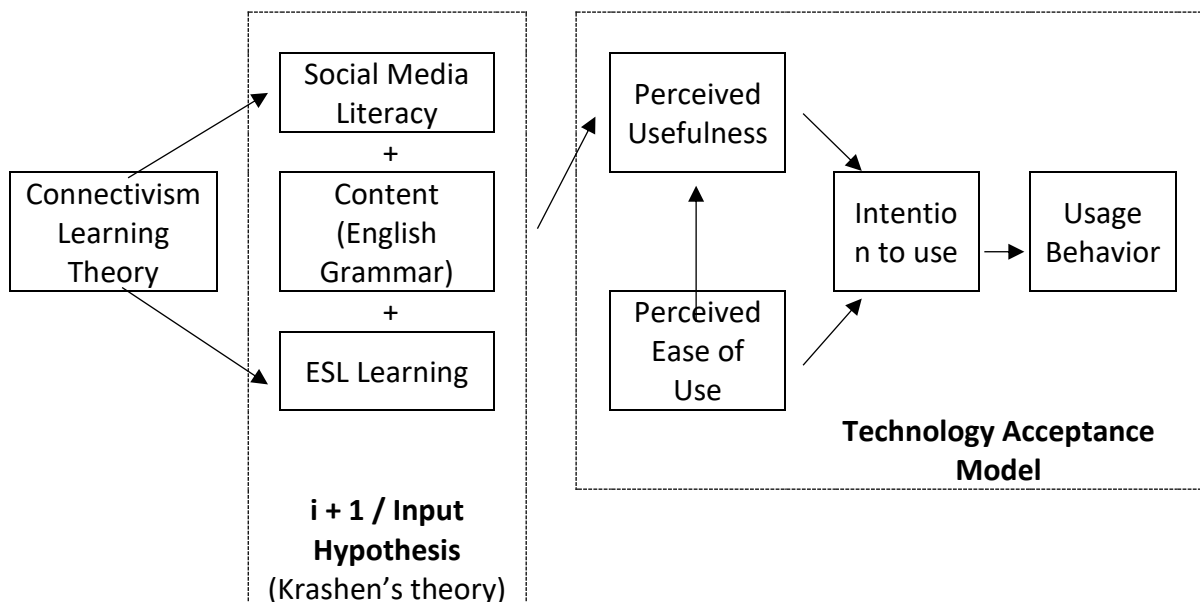 Connectivism
Learning
Theory
Social Media
Literacy
+
Content
(English
Grammar)
+
ESL Learning
i + 1 / Input
Hypothesis
(Krashen’s theory)
Perceived
Usefulness
Perceived
Ease of
Use
Intentio
n to use
Usage
Behavior
Technology Acceptance
Model